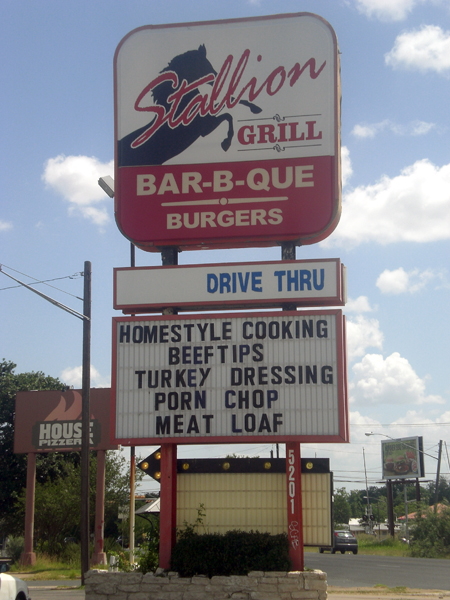 Stallion
GRILL
BAR-B-QUE
BURGERS
DRIVE THRU
HOMESTYLE COOKING
BEEFTIPS
TURKEY DRESSING
PORN CHOP
MEAT LOAF
HOUSE
PIZZERIA
5201